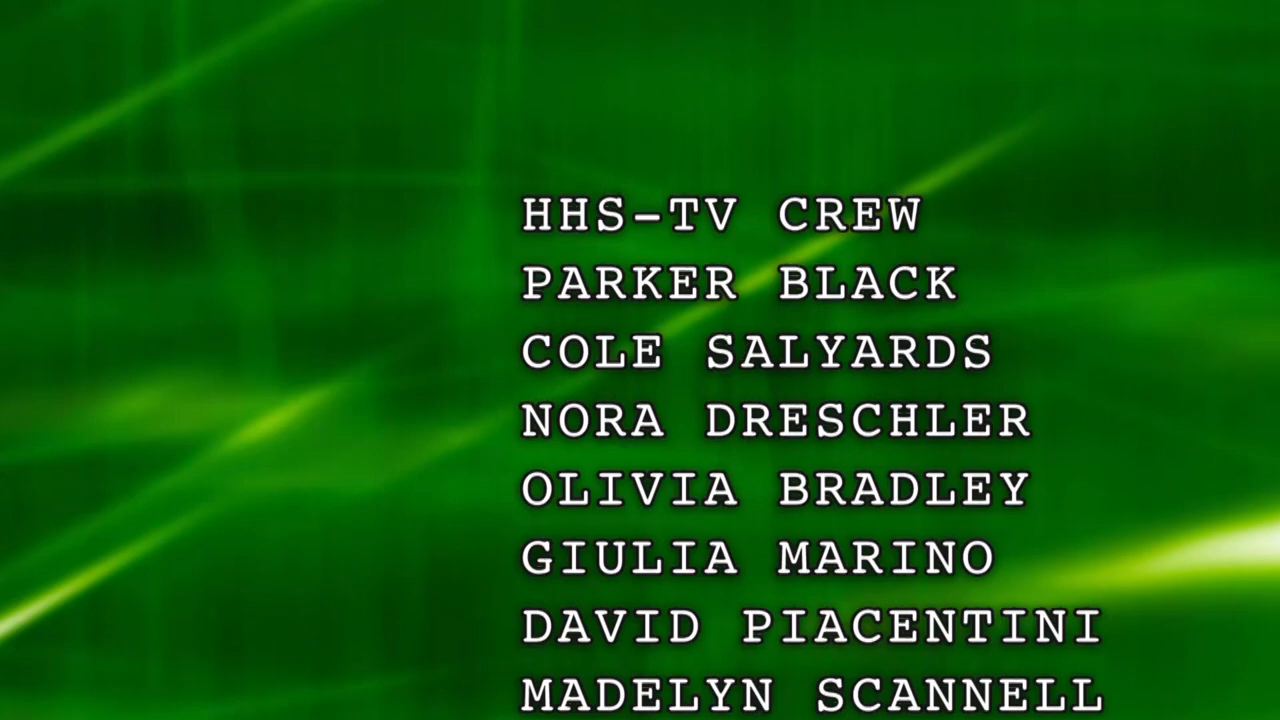 HHS-TV CREW
PARKER BLACK
COLE SALYARDS
NORA DRESCHLER
OLIVIA BRADLEY
GIULIA MARINO
DAVID PIACENTINI
MADELYN SCANNELL